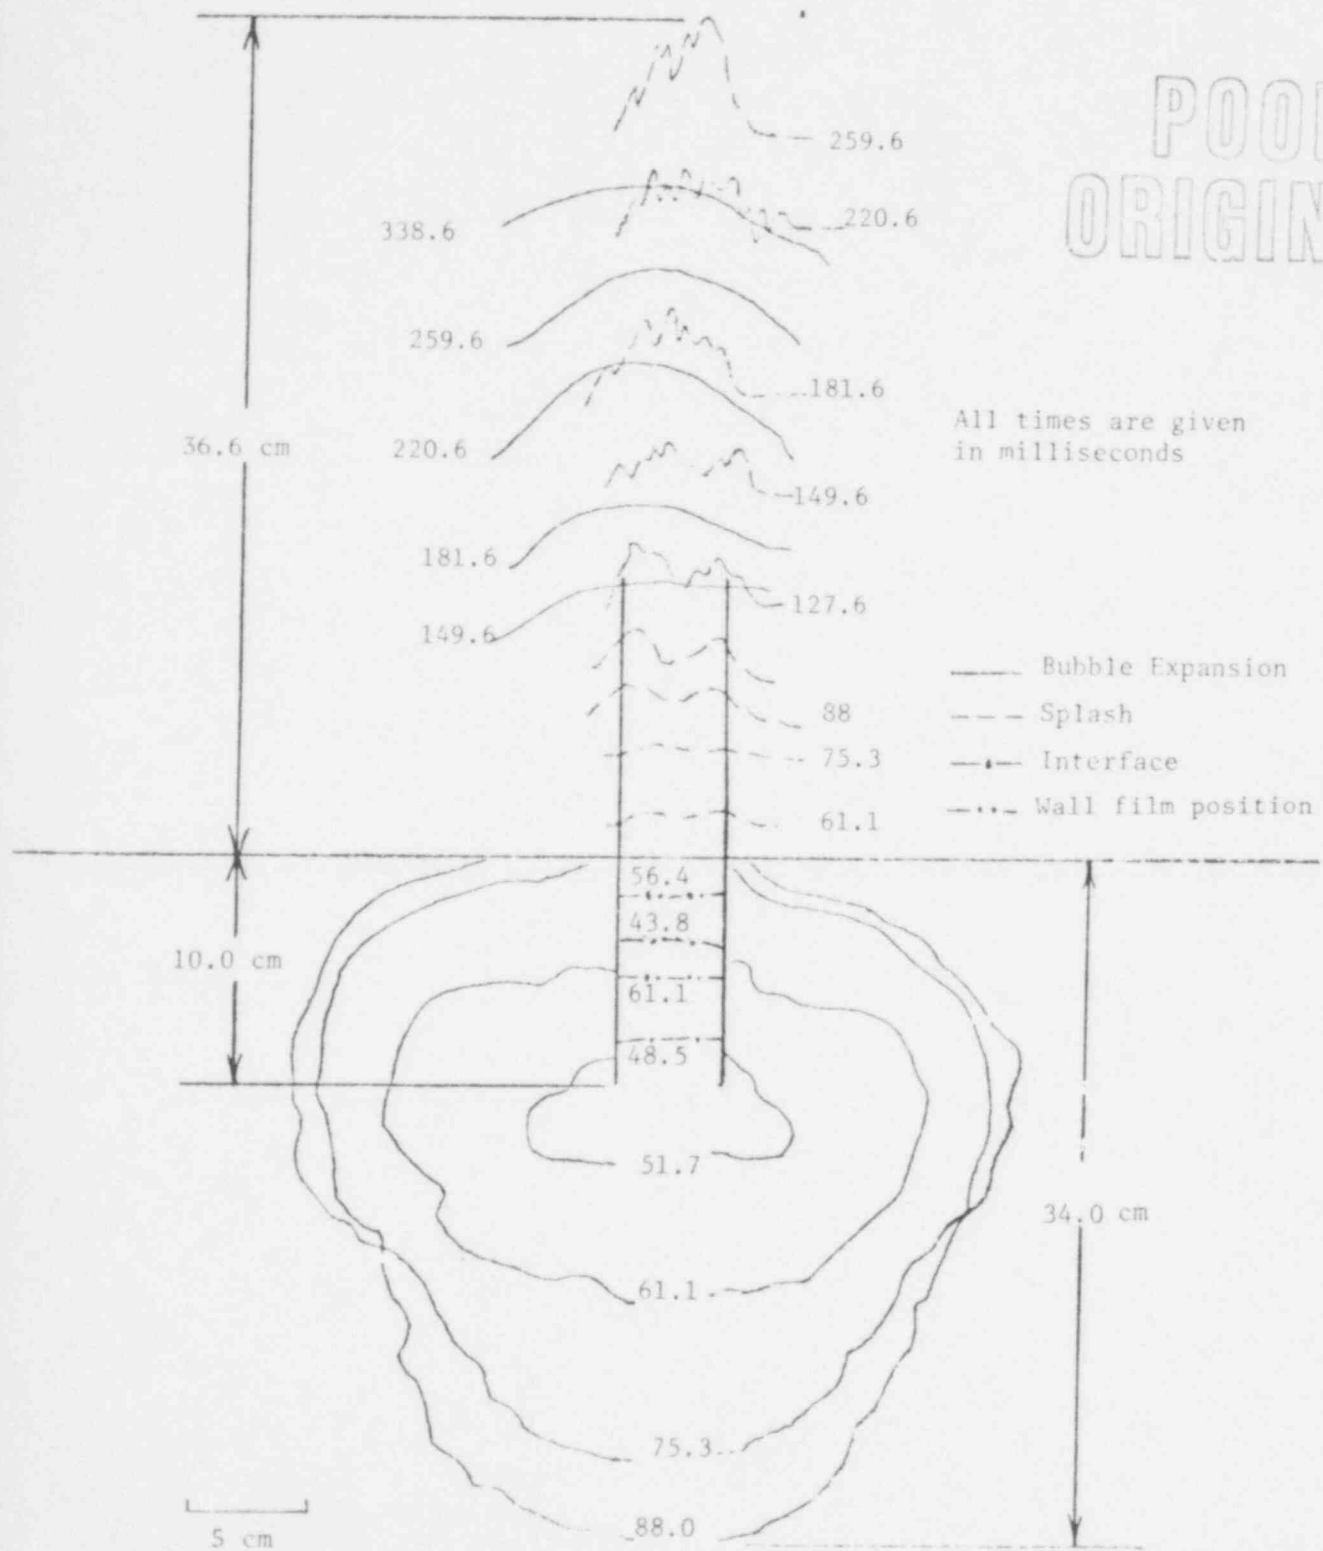 POO
ORIGIN
259.6
220.6
338.6
259.6
181.6
All times are given
in milliseconds
36.6 cm
220.6
149.6
181.6
127.6
149.6
Bubble Expansion
88
Splash
75.3
Interface
Wall film position
61.1
56.4
43.8
10.0 cm
61.1
48.5
51.7
34.0 cm
61.1
75.3
88.0
5 cm